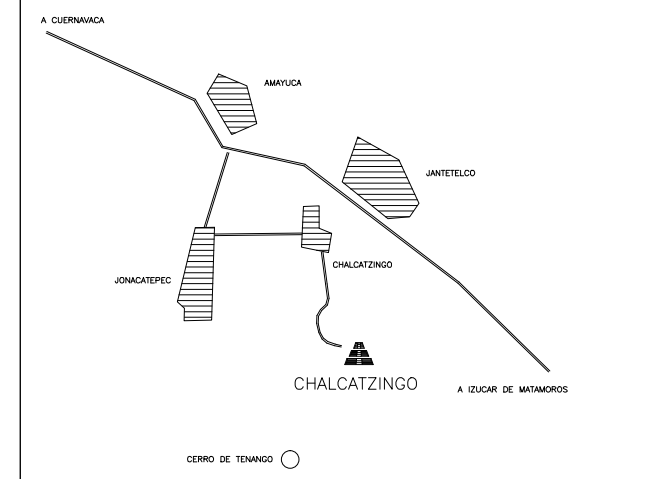 A CUERNAVACA
AMAYUCA
JANTETELCO
CHALCATZINGO
JONACATEPEC
CHALCATZINGO
A IZUCAR DE MATAMOROS
CERRO DE TENANGO